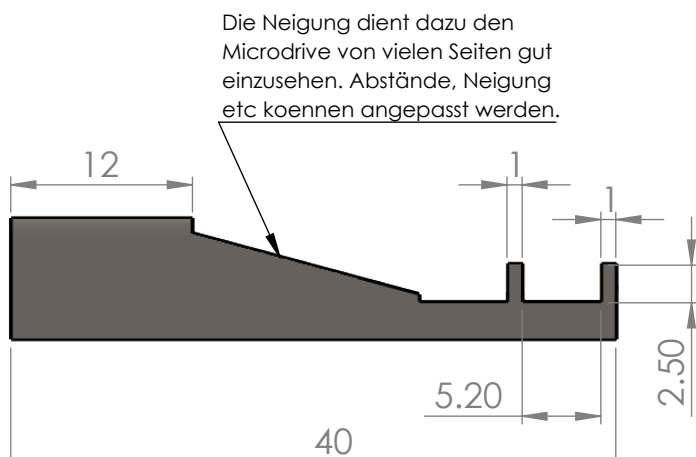 Die Neigung dient dazu den
Microdrive von vielen Seiten gut
einzusehen. Abstände, Neigung
etc koennen angepasst werden.
12
1
1
2.50
5.20
40